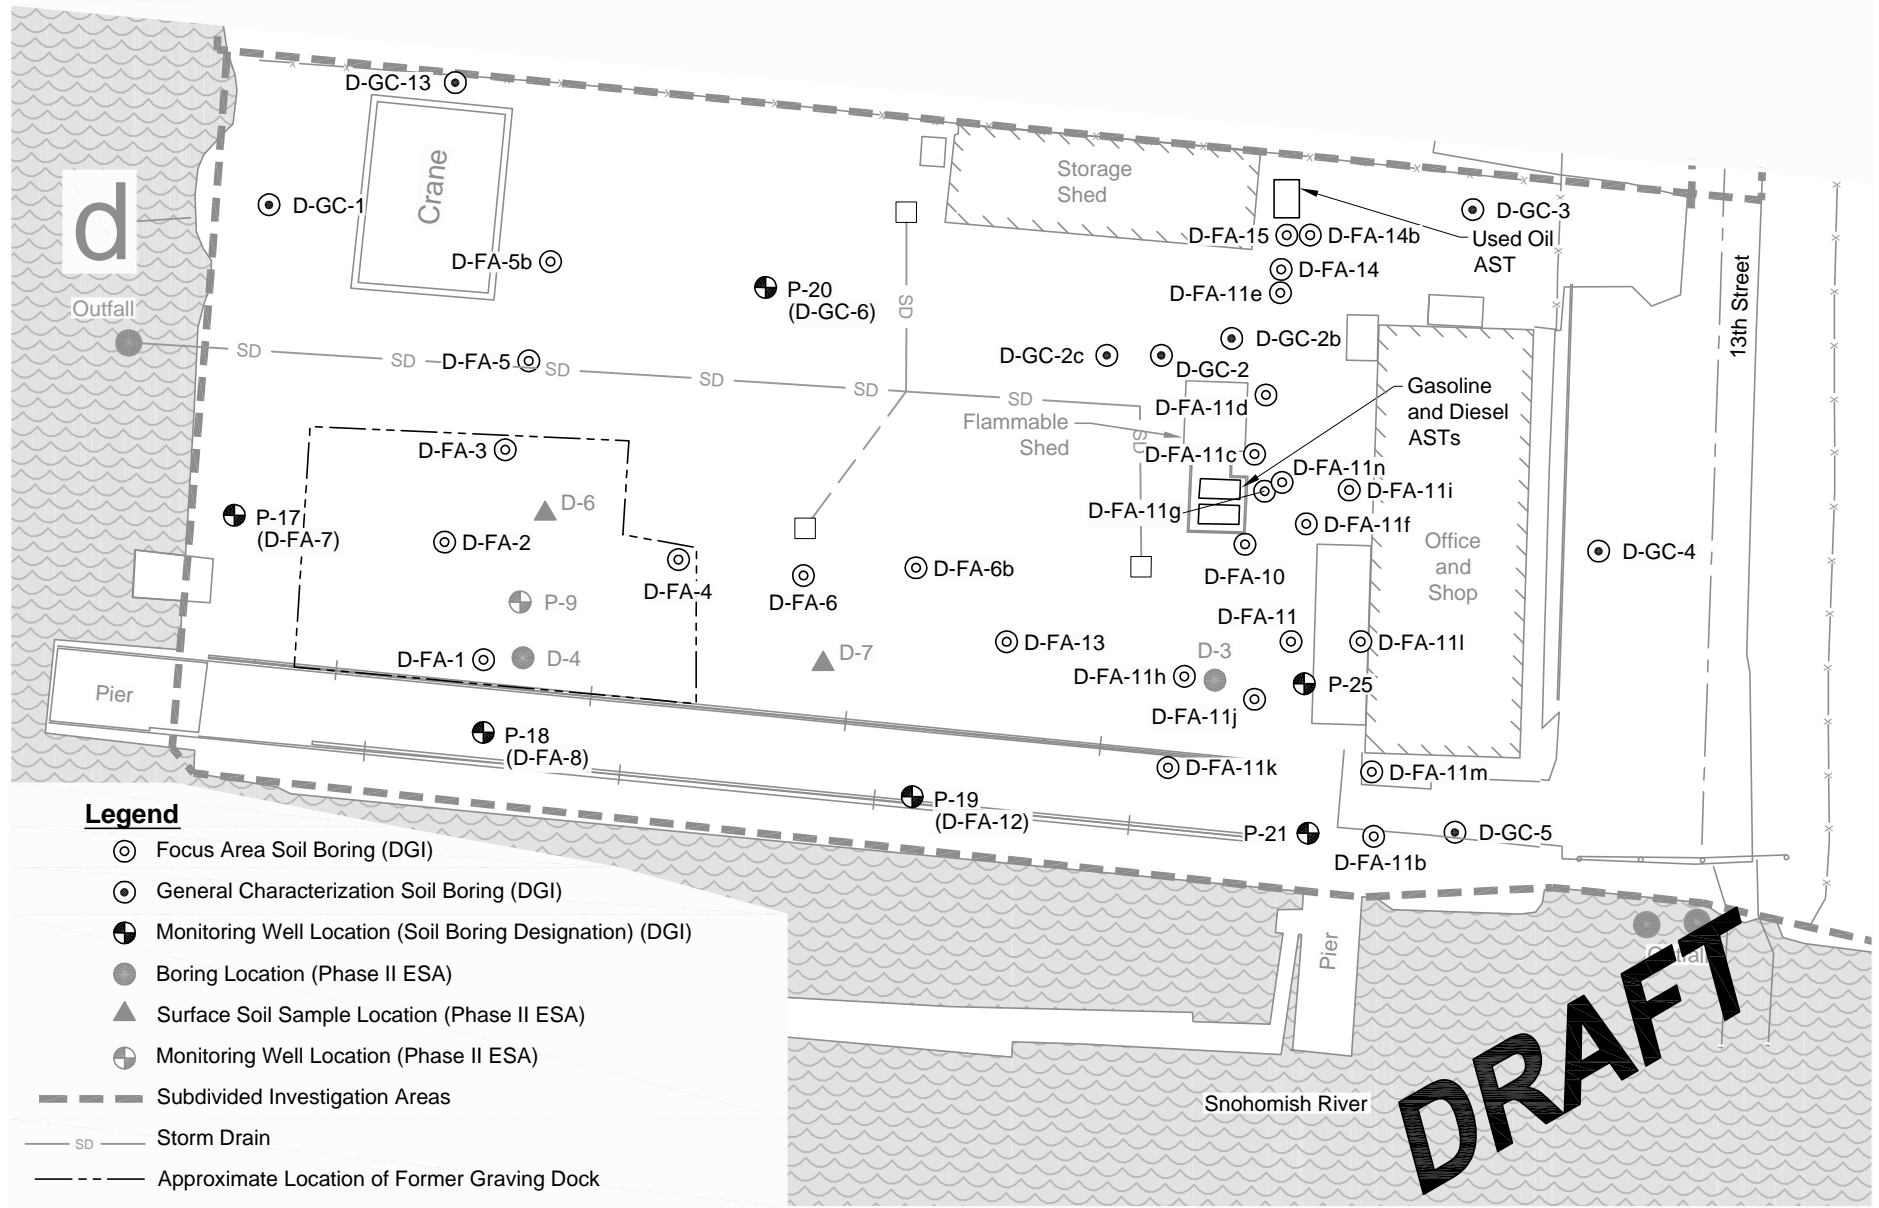 D-GC-13
Crane
Storage
Shed
d
D-GC-1
D-GC-3
D-FA-15
D-FA-14b
Used Oil
AST
D-FA-5b
D-FA-14
P-20
(D-GC-6)
D-FA-11e
SD
13th Street
Outfall
D-GC-2b
SD
SD
D-FA-5
SD
SD
SD
SD
D-GC-2c
D-GC-2
Gasoline
and Diesel
ASTs
D-FA-11d
Flammable
Shed
SD
D-FA-3
D-FA-11c
D-FA-11n
D-FA-11i
D-6
D-FA-11g
P-17
(D-FA-7)
D-FA-11f
D-FA-2
Office
and
Shop
D-GC-4
D-FA-4
D-FA-6
D-FA-6b
D-FA-10
P-9
D-FA-11
D-FA-13
D-FA-11l
D-FA-1
D-4
D-7
D-3
D-FA-11h
P-25
Pier
D-FA-11j
P-18
(D-FA-8)
D-FA-11k
D-FA-11m
P-19
(D-FA-12)
P-21
D-GC-5
D-FA-11b
Legend
Focus Area Soil Boring (DGI)
General Characterization Soil Boring (DGI)
Monitoring Well Location (Soil Boring Designation) (DGI)
Boring Location (Phase II ESA)
Surface Soil Sample Location (Phase II ESA)
Monitoring Well Location (Phase II ESA)
Subdivided Investigation Areas
SD
Storm Drain
Approximate Location of Former Graving Dock
Pier
Outfall
Snohomish River
DRAFT